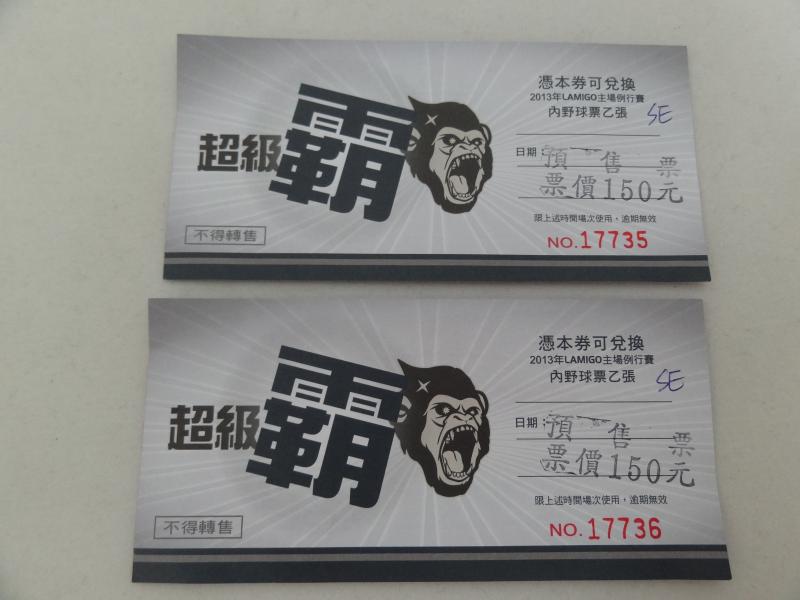 憑本券可兌換
2013年LAMIGO主場例行賽
內野球票乙張
SE
超級霸
日期：
預售票
票價150元
限上述時間場次使用，逾期無效
不得轉售
NO.17735
憑本券可兌換
2013年LAMIGO主場例行賽
內野球票乙張
SE
超級霸
日期：
預售票
票價150元
限上述時間場次使用，逾期無效
不得轉售
NO.17736